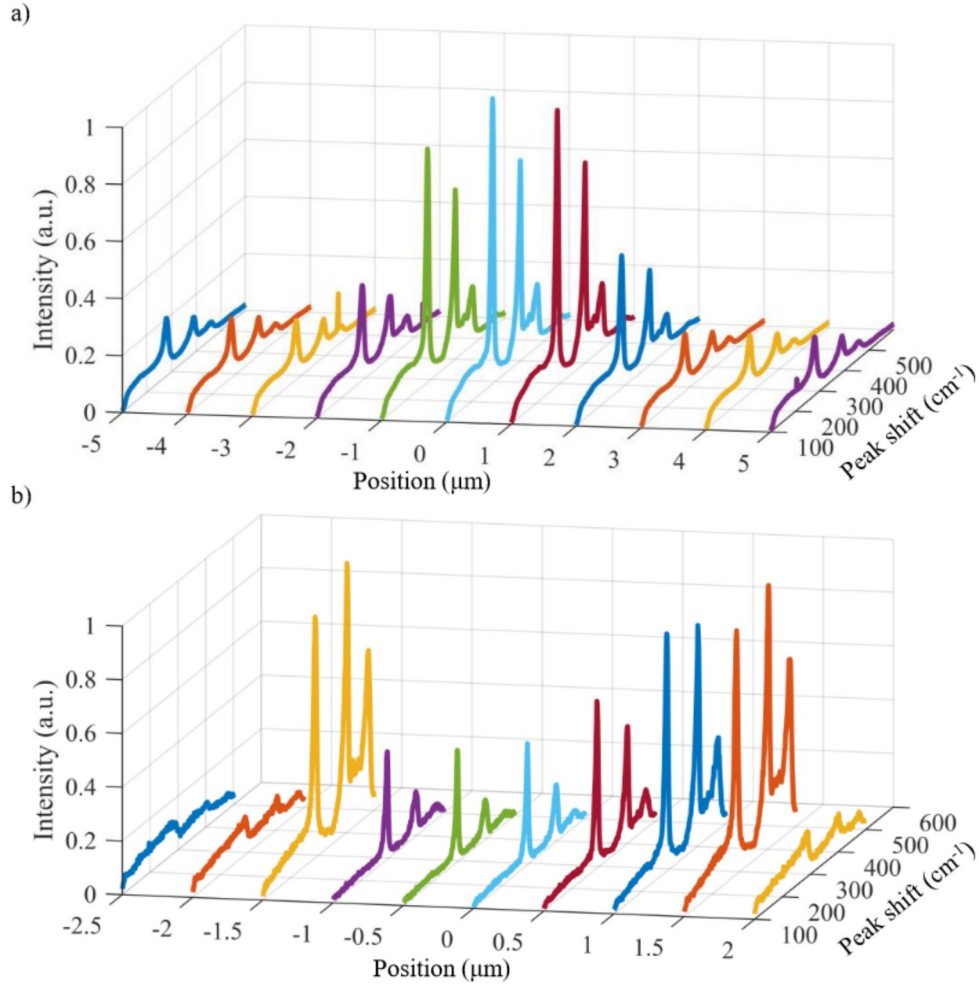 a)
1
0.8
0.6
0.4
0.2
0
Intensity (a.u.)
-5 -4 -3 -2 -1 0 1 2 3 4 5
Position (μm)
100 200 300 400 500
Peak shift (cm⁻¹)
b)
1
0.8
0.6
0.4
0.2
0
Intensity (a.u.)
-2.5 -2 -1.5 -1 -0.5 0 0.5 1 1.5 2
Position (μm)
100 200 300 400 500 600
Peak shift (cm⁻¹)